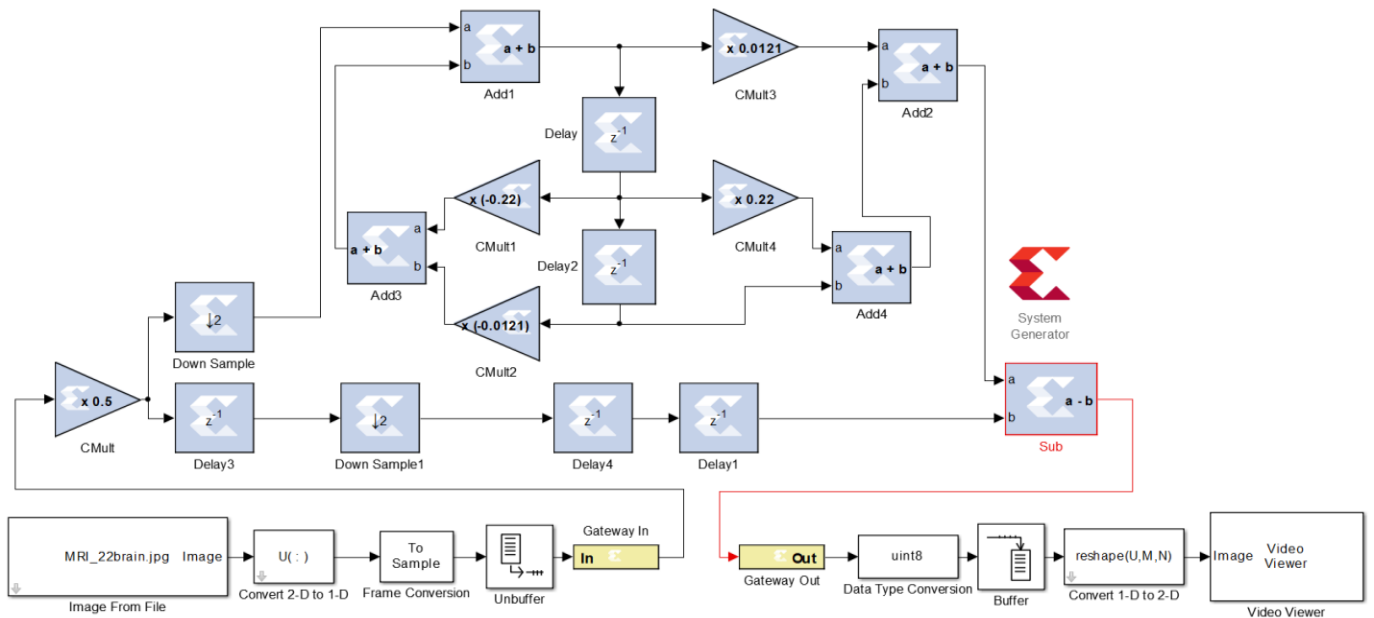 a
b
a + b
Add1
x 0.0121
CMult3
a
b
a + b
Add2
Delay
z-1
x (-0.22)
CMult1
x 0.22
CMult4
a
b
a + b
Add3
Delay2
z-1
a
b
a + b
Add4
x (-0.0121)
CMult2
System
Generator
↓2
Down Sample
x 0.5
CMult
z-1
Delay3
↓2
Down Sample1
z-1
Delay4
z-1
Delay1
a
b
a - b
Sub
MRI_22brain.jpg Image
Image From File
U( : )
Convert 2-D to 1-D
To
Sample
Frame Conversion
Unbuffer
Gateway In
In
Out
Gateway Out
uint8
Data Type Conversion
Buffer
reshape(U,M,N)
Convert 1-D to 2-D
Image
Video
Viewer
Video Viewer